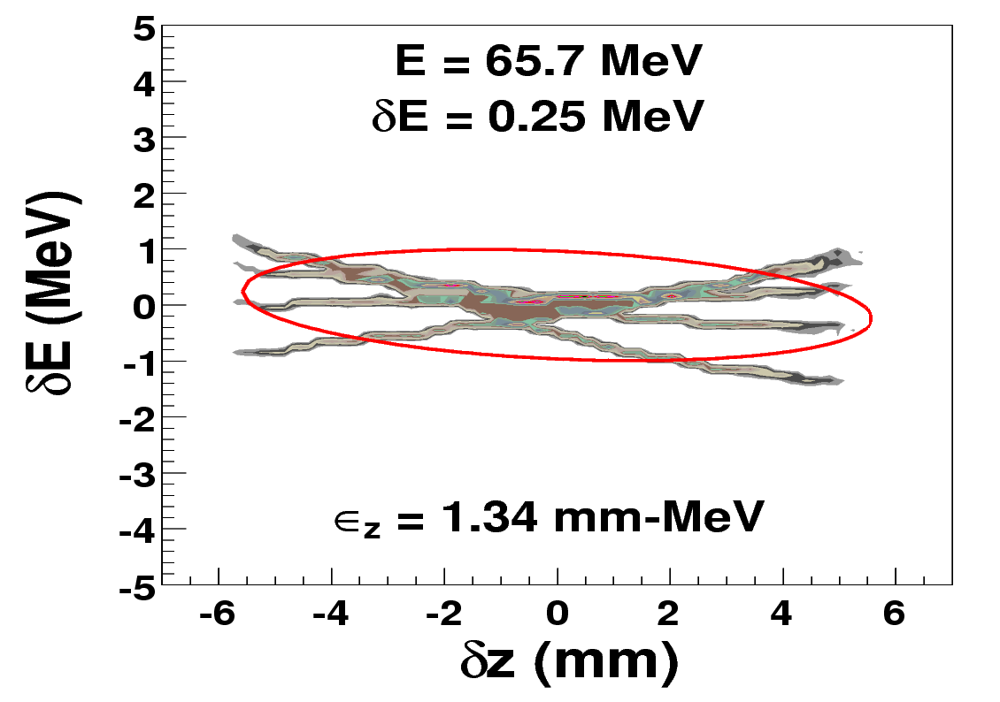 E = 65.7 MeV
δE = 0.25 MeV
δE (MeV)
5
4
3
2
1
0
-1
-2
-3
-4
-5
ϵz = 1.34 mm-MeV
-6 -4 -2 0 2 4 6
δz (mm)